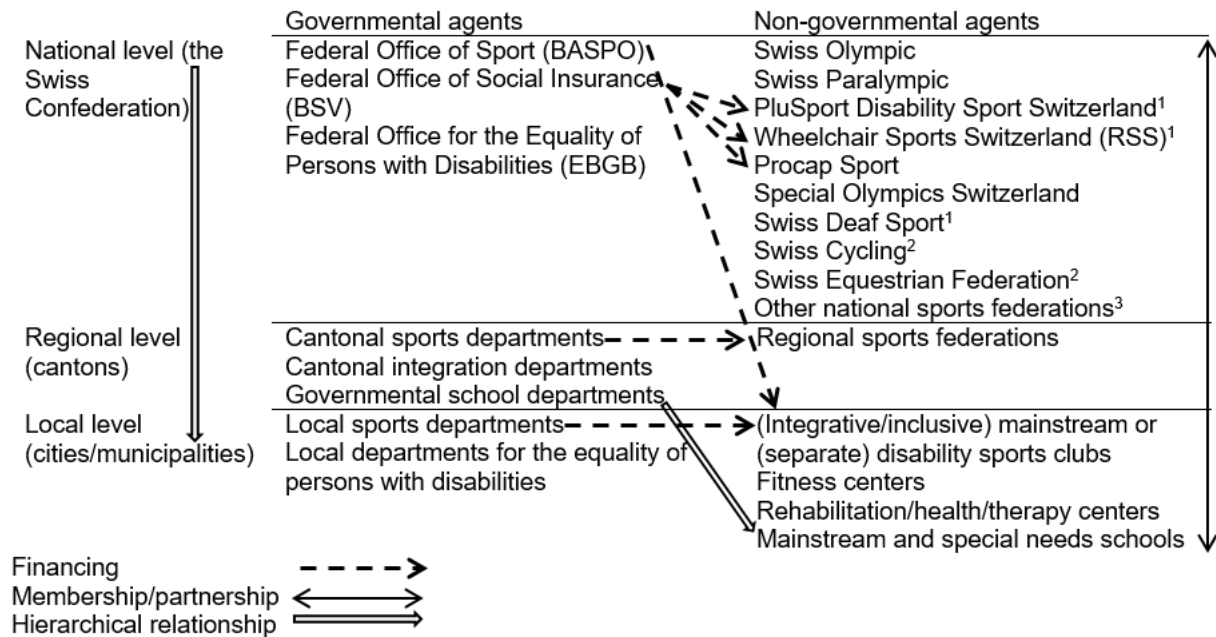 Governmental agents Non-governmental agents
National level (the Federal Office of Sport (BASPO) Swiss Olympic
Swiss Federal Office of Social Insurance Swiss Paralympic
Confederation) (BSV) PluSport Disability Sport Switzerland¹
Federal Office for the Equality of Wheelchair Sports Switzerland (RSS)¹
Persons with Disabilities (EBGB) Procap Sport
Special Olympics Switzerland
Swiss Deaf Sport¹
Swiss Cycling²
Swiss Equestrian Federation²
Other national sports federations³
Regional level Cantonal sports departments Regional sports federations
(cantons) Cantonal integration departments
Governmental school departments
Local level Local sports departments (Integrative/inclusive) mainstream or
(cities/municipalities) Local departments for the equality of (separate) disability sports clubs
persons with disabilities Fitness centers
Rehabilitation/health/therapy centers
Mainstream and special needs schools
Financing
Membership/partnership
Hierarchical relationship